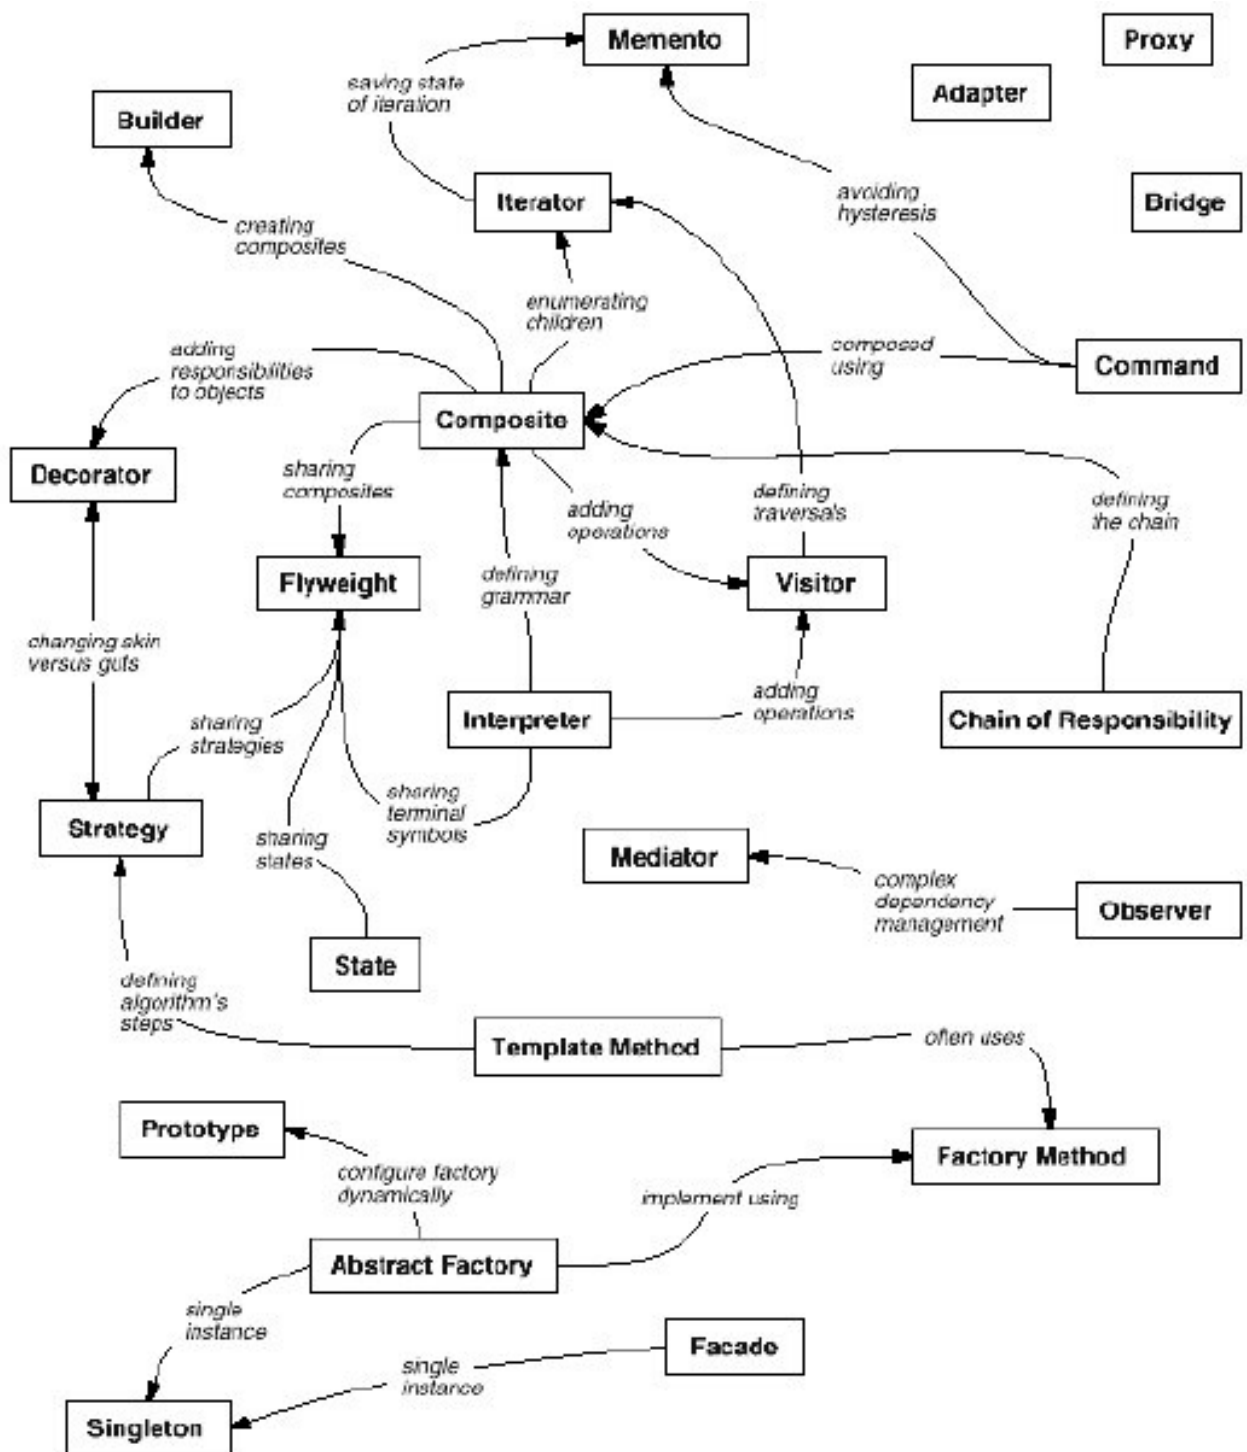 Memento
Proxy
Adapter
saving state
of iteration
Builder
Iterator
avoiding
hysteresis
Bridge
creating
composites
enumerating
children
adding
responsibilities
to objects
composed
using
Command
Composite
Decorator
sharing
composites
adding
operations
defining
traversals
defining
the chain
Flyweight
defining
grammar
Visitor
changing skin
versus guts
sharing
strategies
Interpreter
adding
operations
Chain of Responsibility
sharing
terminal
symbols
Strategy
sharing
states
Mediator
complex
dependency
management
Observer
State
defining
algorithm's
steps
Template Method
often uses
Prototype
Factory Method
configure factory
dynamically
implement using
Abstract Factory
single
instance
Facade
single
instance
Singleton